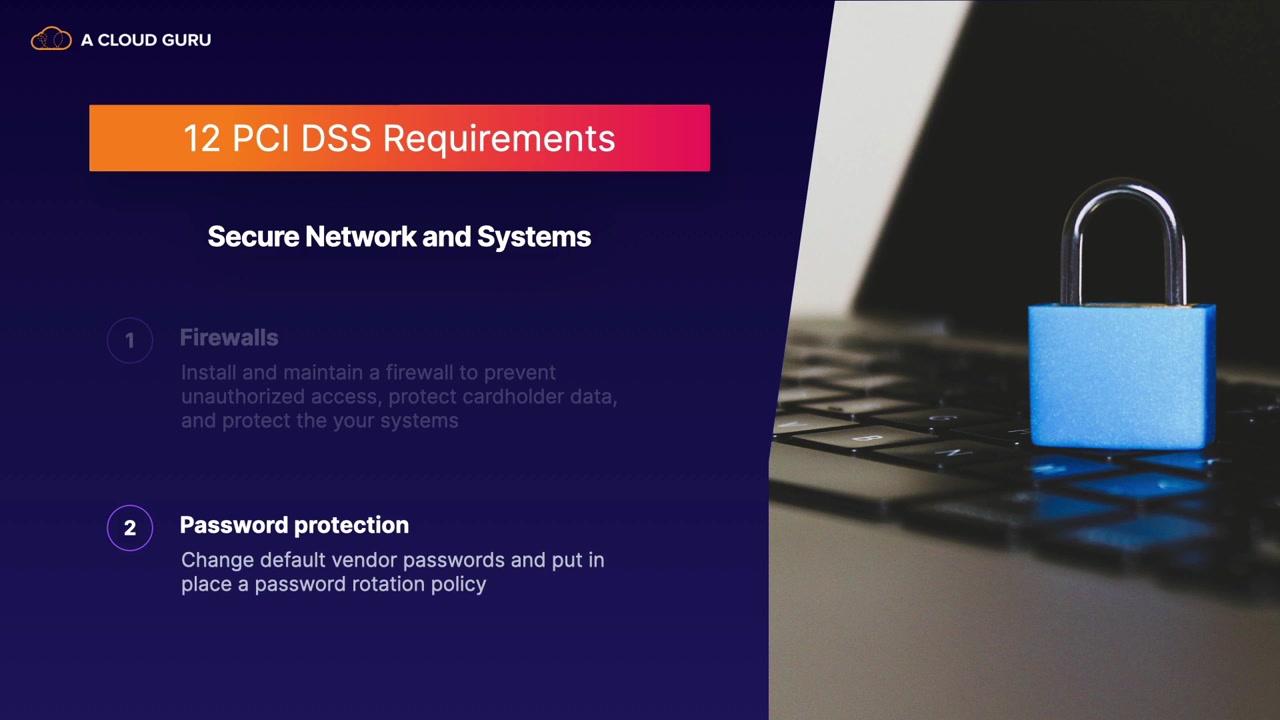 A CLOUD GURU
12 PCI DSS Requirements
Secure Network and Systems
1
Firewalls
Install and maintain a firewall to prevent
unauthorized access, protect cardholder data,
and protect the your systems
2
Password protection
Change default vendor passwords and put in
place a password rotation policy
V
B
N
G